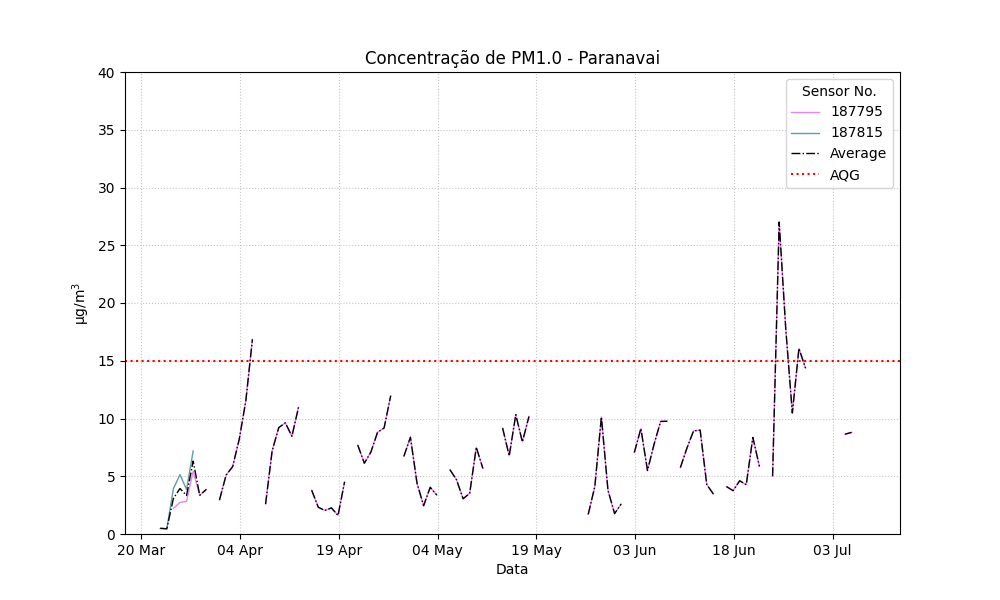 Concentração de PM1.0 - Paranavai
Sensor No.
187795
187815
Average
AQG
40
35
30
25
20
15
10
5
0
µg/m³
20 Mar
04 Apr
19 Apr
04 May
19 May
03 Jun
18 Jun
03 Jul
Data